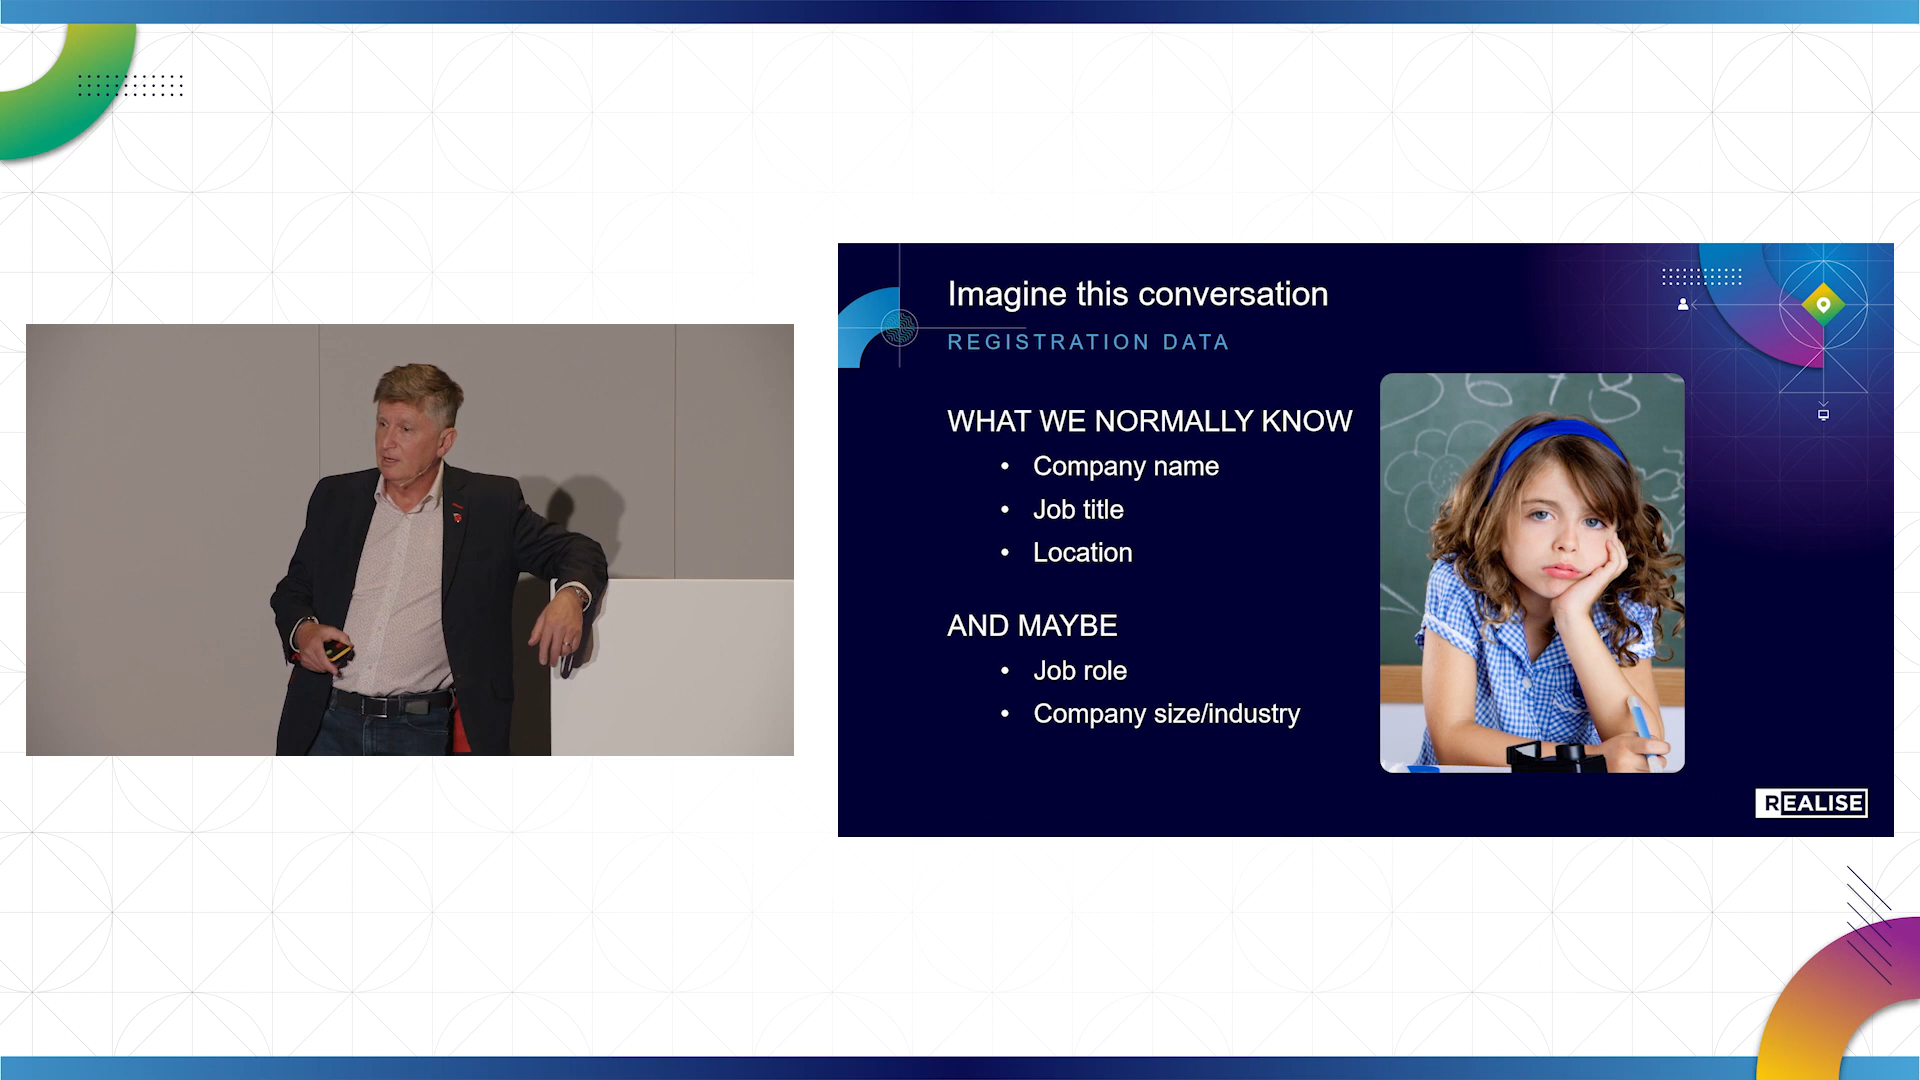 Imagine this conversation
REGISTRATION DATA
WHAT WE NORMALLY KNOW
• Company name
• Job title
• Location
AND MAYBE
• Job role
• Company size/industry
5678
REALISE